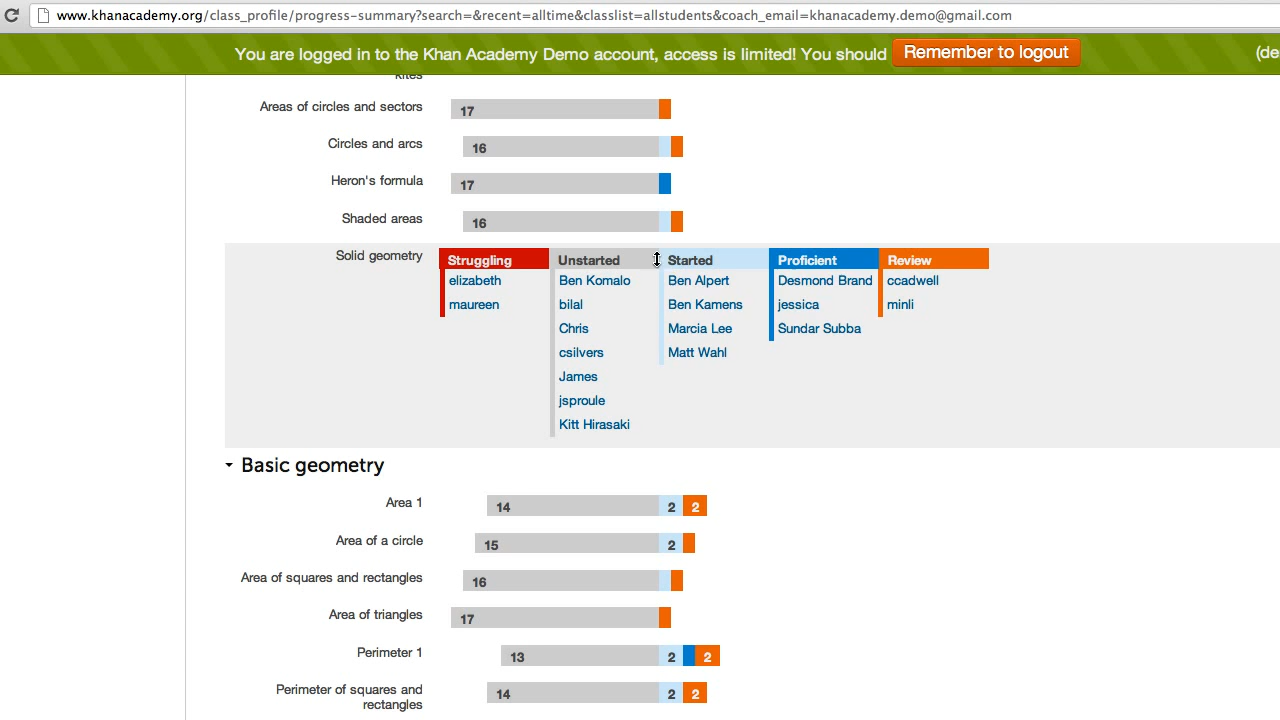 www.khanacademy.org/class_profile/progress-summary?search=&recent=alltime&classlist=allstudents&coach_email=khanacademy.demo@gmail.com
You are logged in to the Khan Academy Demo account, access is limited! You should Remember to logout (de
kites
Areas of circles and sectors 17
Circles and arcs 16
Heron's formula 17
Shaded areas 16
Solid geometry Struggling Unstarted Started Proficient Review
elizabeth Ben Komalo Ben Alpert Desmond Brand ccadwell
maureen bilal Ben Kamens jessica minli
Chris Marcia Lee Sundar Subba
csilvers Matt Wahl
James
jsproule
Kitt Hirasaki
Basic geometry
Area 1 14 2 2
Area of a circle 15 2
Area of squares and rectangles 16
Area of triangles 17
Perimeter 1 13 2 2
Perimeter of squares and 14 2 2
rectangles